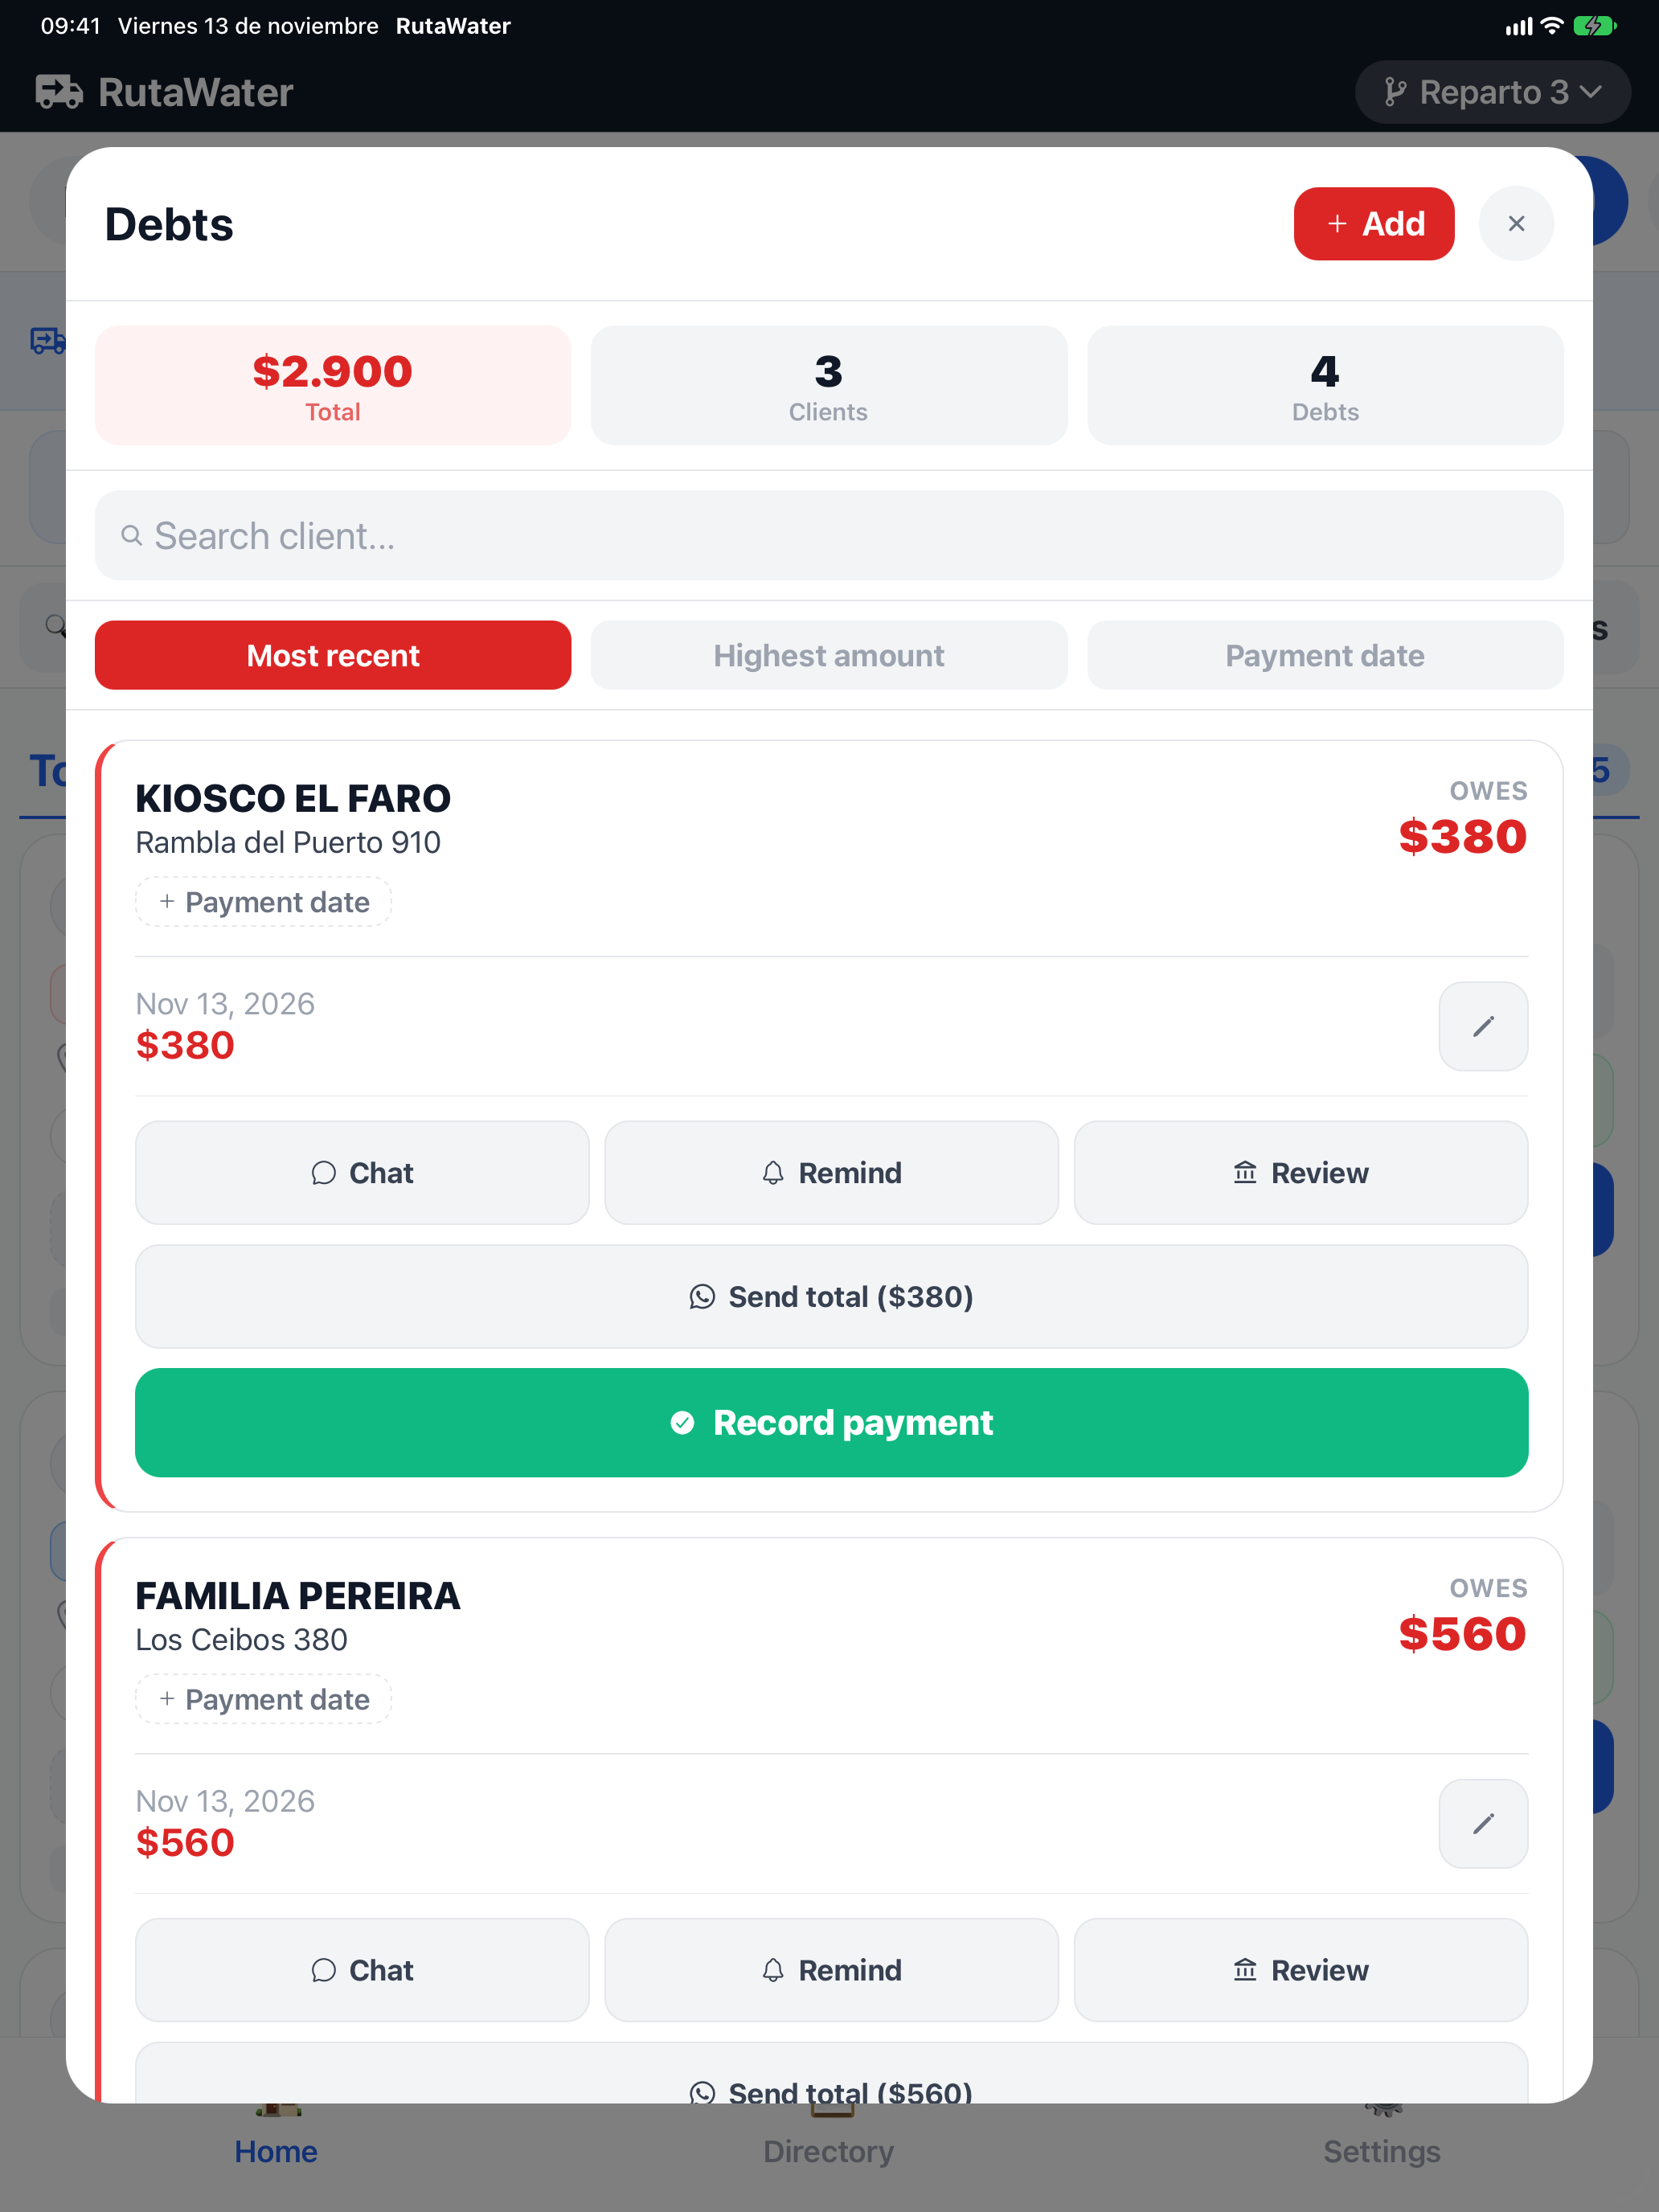 09:41 Viernes 13 de noviembre RutaWater
RutaWater
Reparto 3
Debts
+ Add
$2.900
Total
3
Clients
4
Debts
Search client...
Most recent
Highest amount
Payment date
KIOSCO EL FARO
Rambla del Puerto 910
+ Payment date
OWES
$380
Nov 13, 2026
$380
Chat
Remind
Review
Send total ($380)
Record payment
FAMILIA PEREIRA
Los Ceibos 380
+ Payment date
OWES
$560
Nov 13, 2026
$560
Chat
Remind
Review
Send total ($560)
Home
Directory
Settings